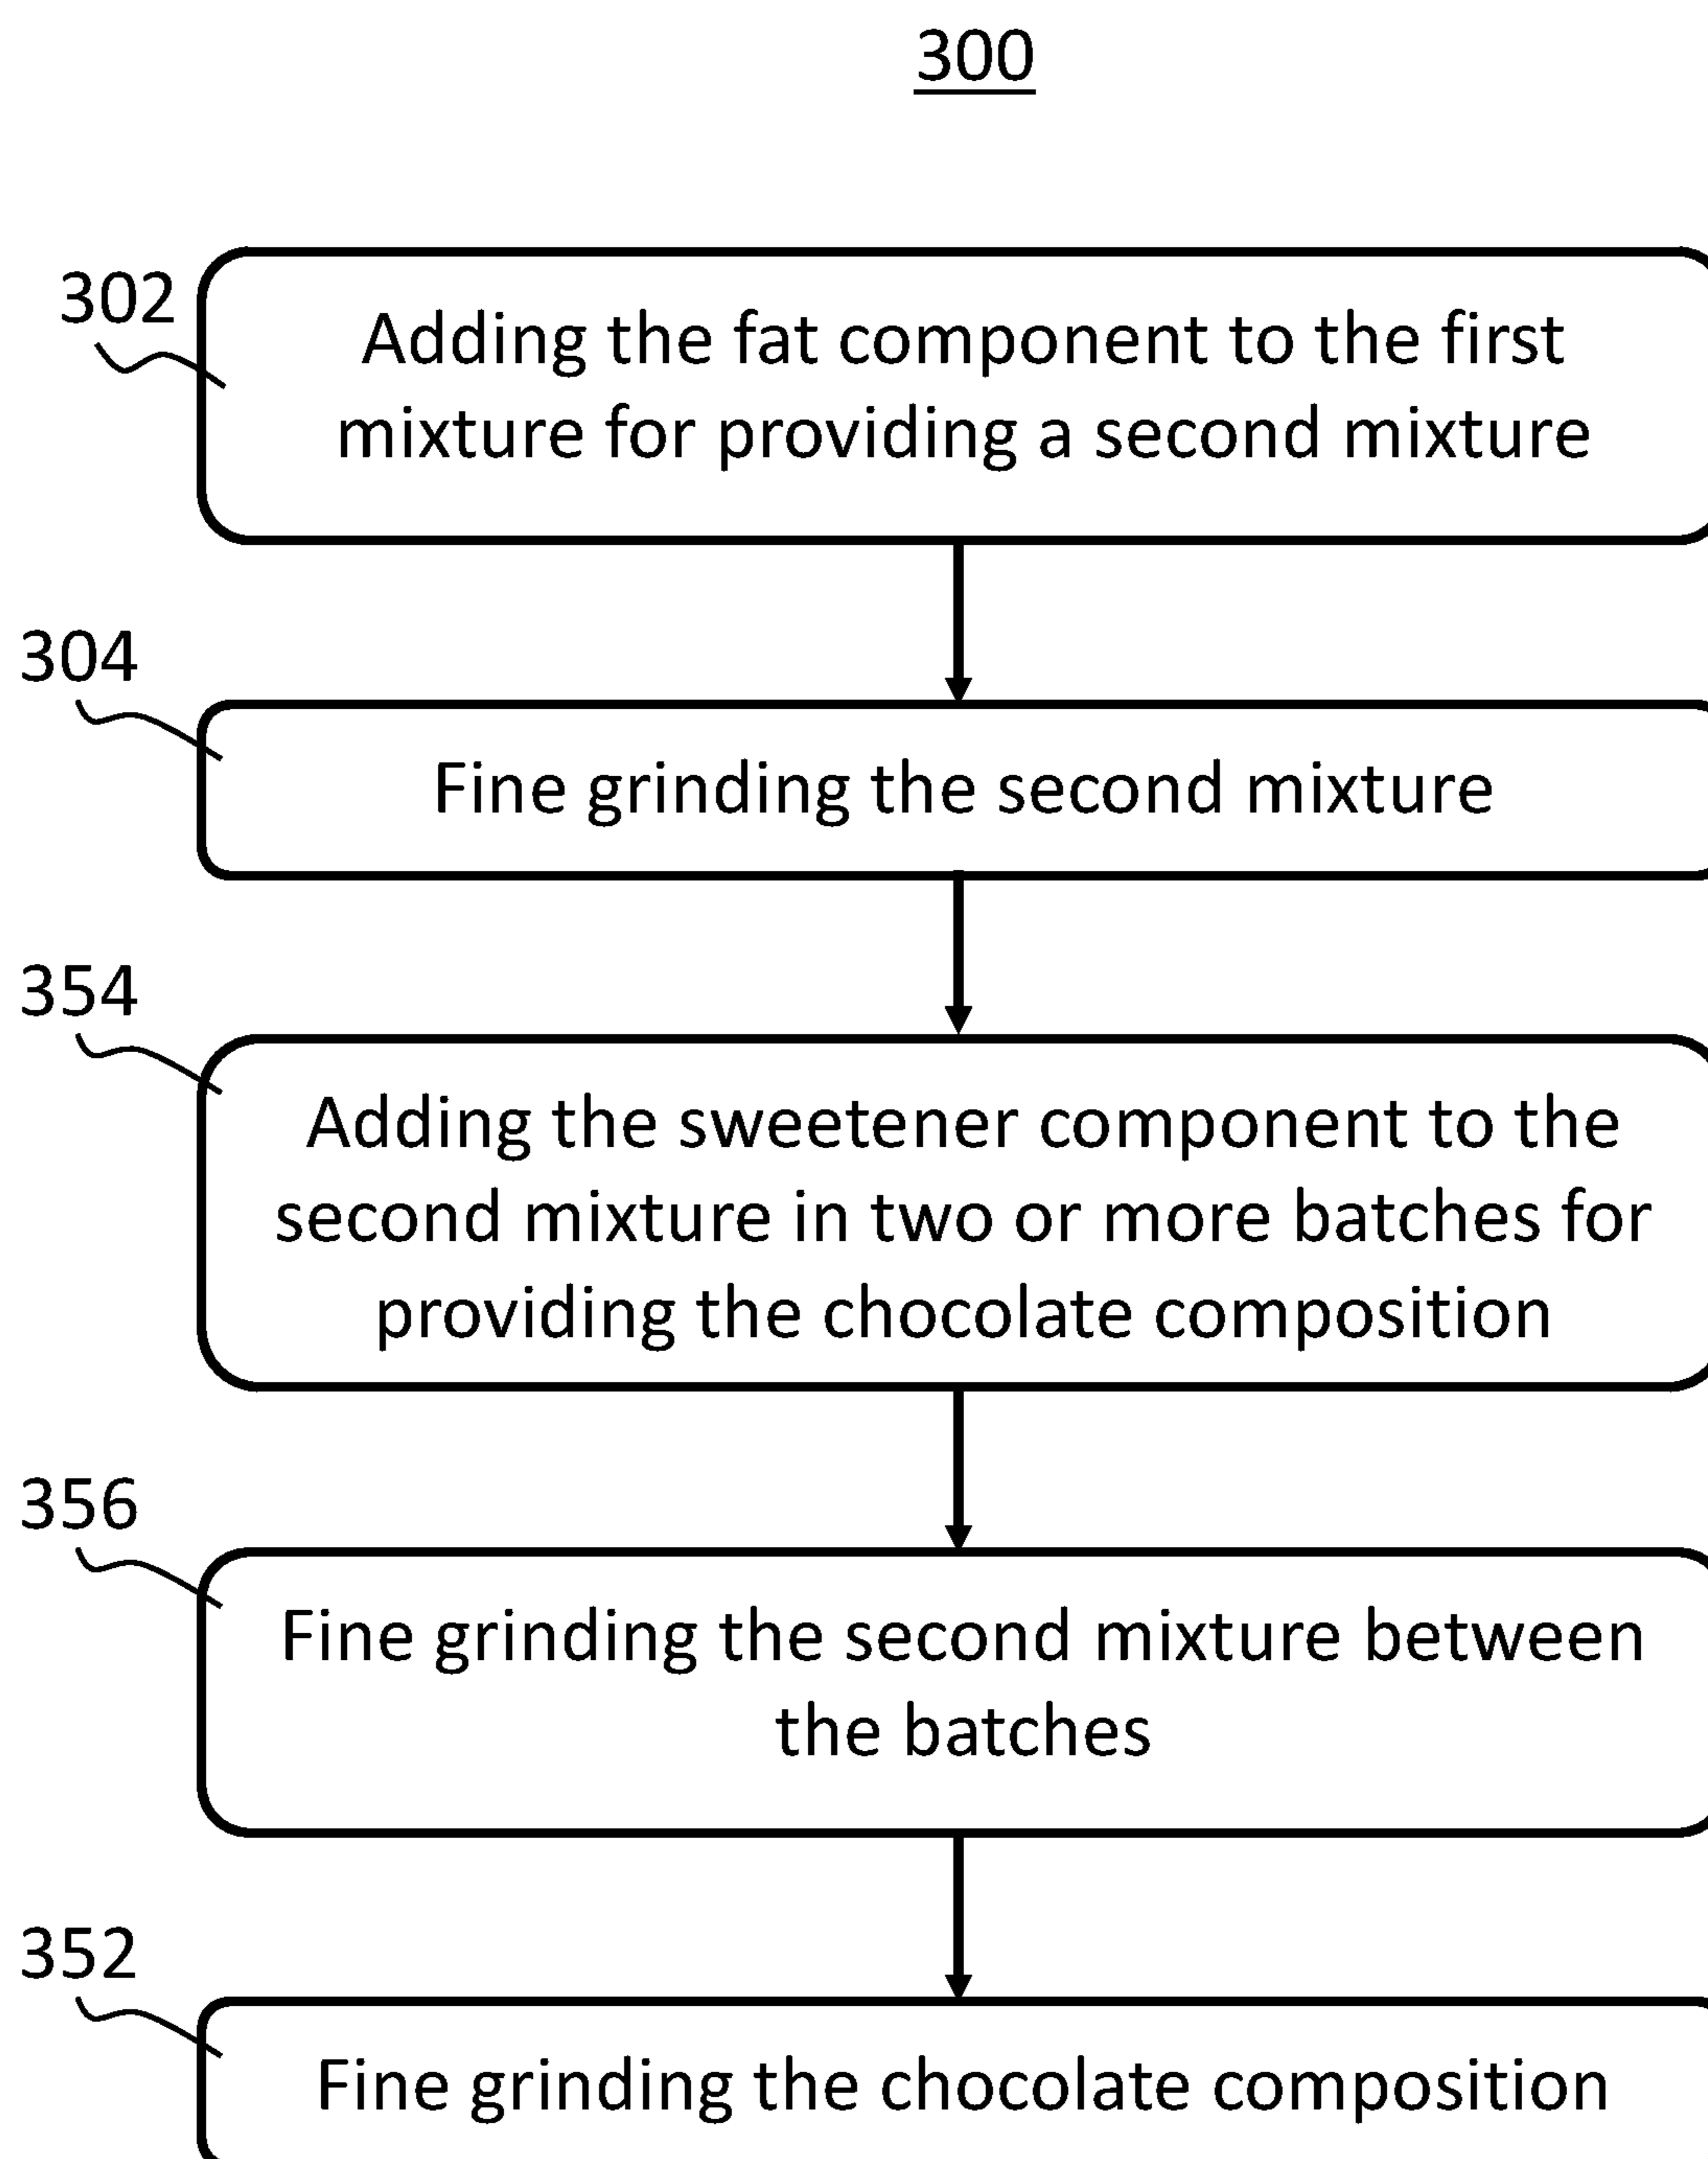 300
302
Adding the fat component to the first
mixture for providing a second mixture
304
Fine grinding the second mixture
354
Adding the sweetener component to the
second mixture in two or more batches for
providing the chocolate composition
356
Fine grinding the second mixture between
the batches
352
Fine grinding the chocolate composition